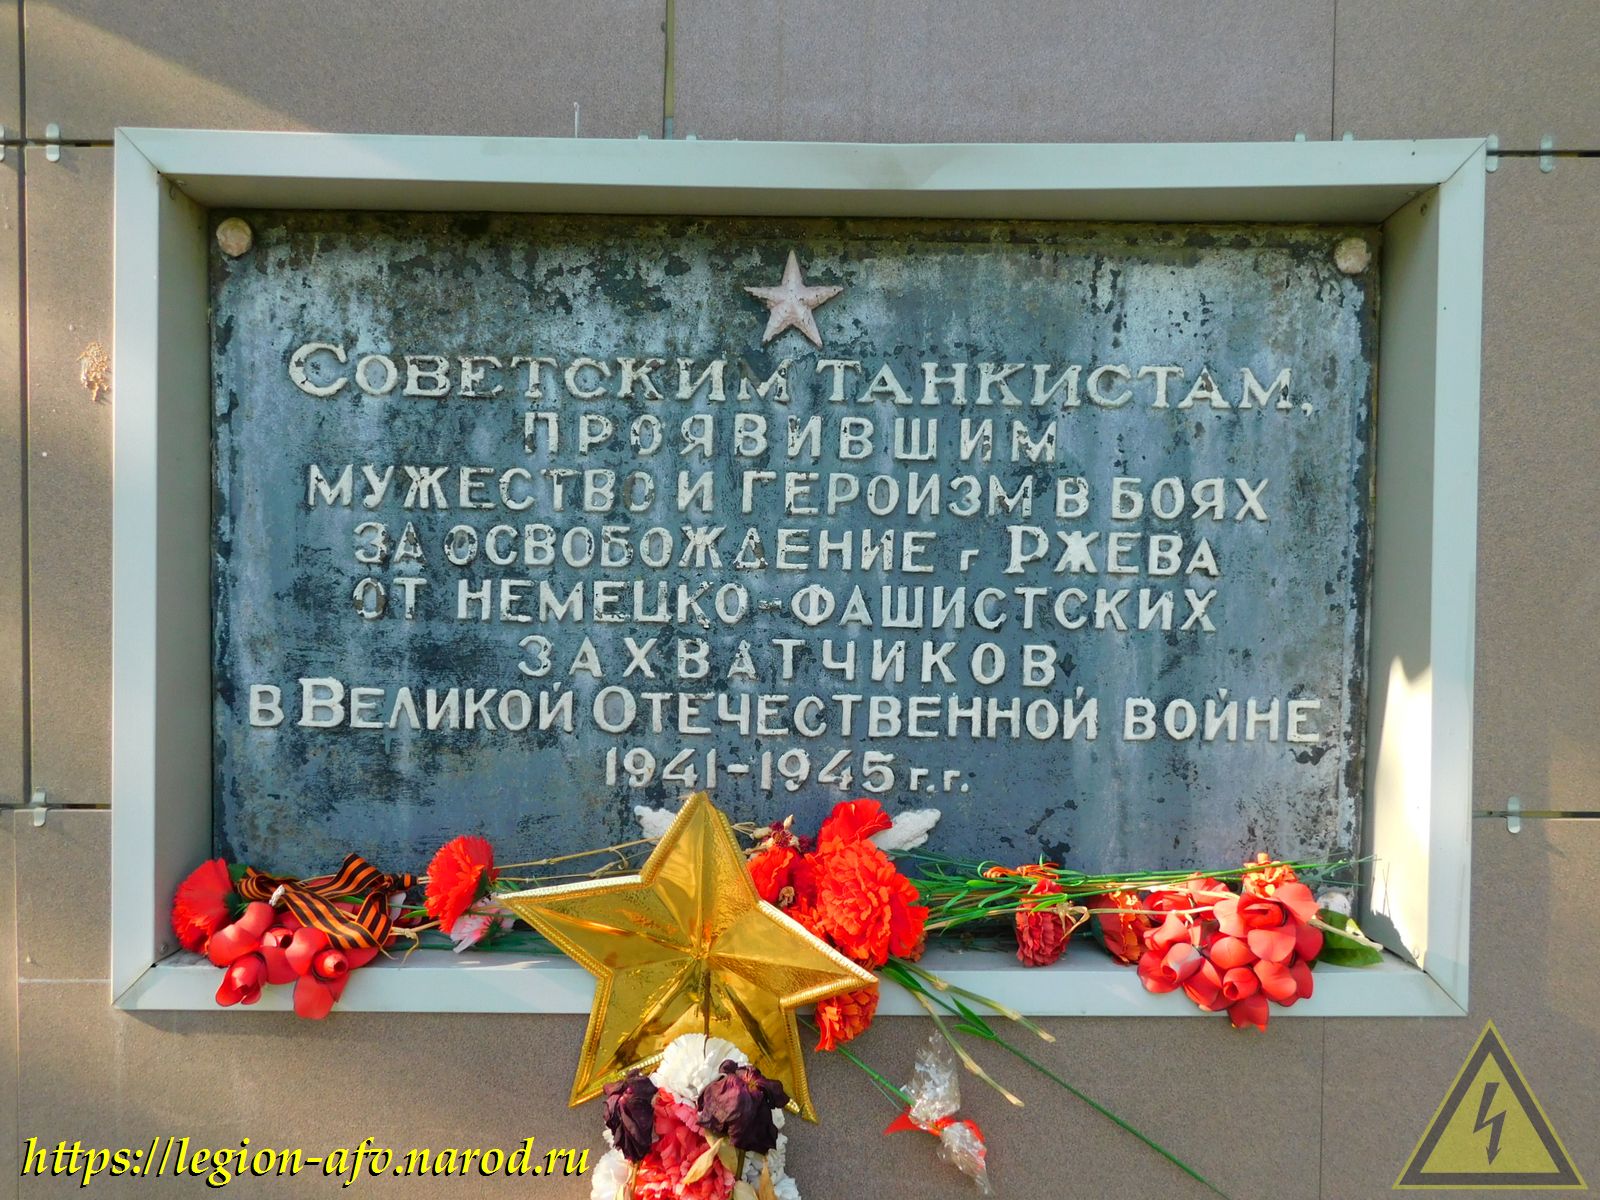 Советским танкистам,
проявившим
мужество и героизм в боях
за освобождение г Ржева
от немецко-фашистских
захватчиков
в Великой Отечественной войне
1941-1945 г.г.
https://legion-afv.narod.ru